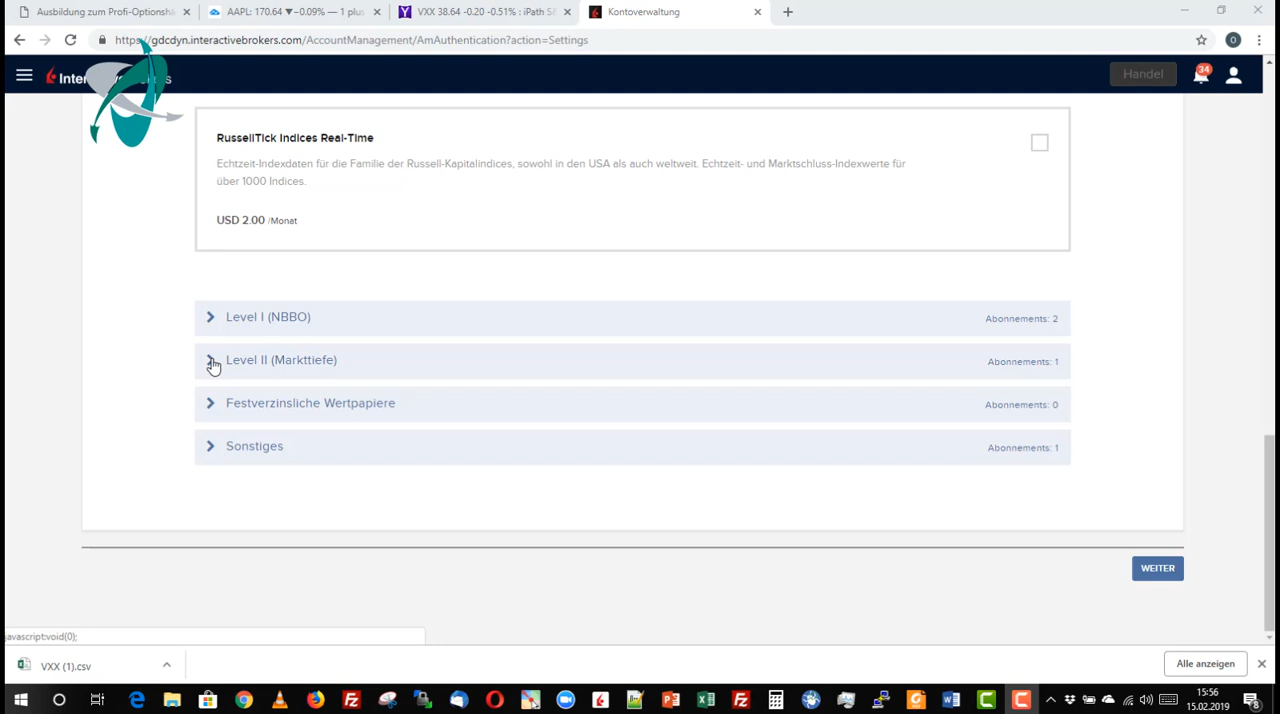 Ausbildung zum Profi-Optionshä
AAPL: 170.64 ▼−0.09% — 1 plus
VXX 38.64 -0.20 -0.51% : iPath S&
Kontoverwaltung
https://gdcdyn.interactivebrokers.com/AccountManagement/AmAuthentication?action=Settings
O
Handel
34
RussellTick Indices Real-Time
Echtzeit-Indexdaten für die Familie der Russell-Kapitalindices, sowohl in den USA als auch weltweit. Echtzeit- und Marktschluss-Indexwerte für
über 1000 Indices.
USD 2.00 /Monat
Level I (NBBO)
Abonnements: 2
Level II (Markttiefe)
Abonnements: 1
Festverzinsliche Wertpapiere
Abonnements: 0
Sonstiges
Abonnements: 1
WEITER
javascript:void(0);
VXX (1).csv
Alle anzeigen
15:56
15.02.2019
8